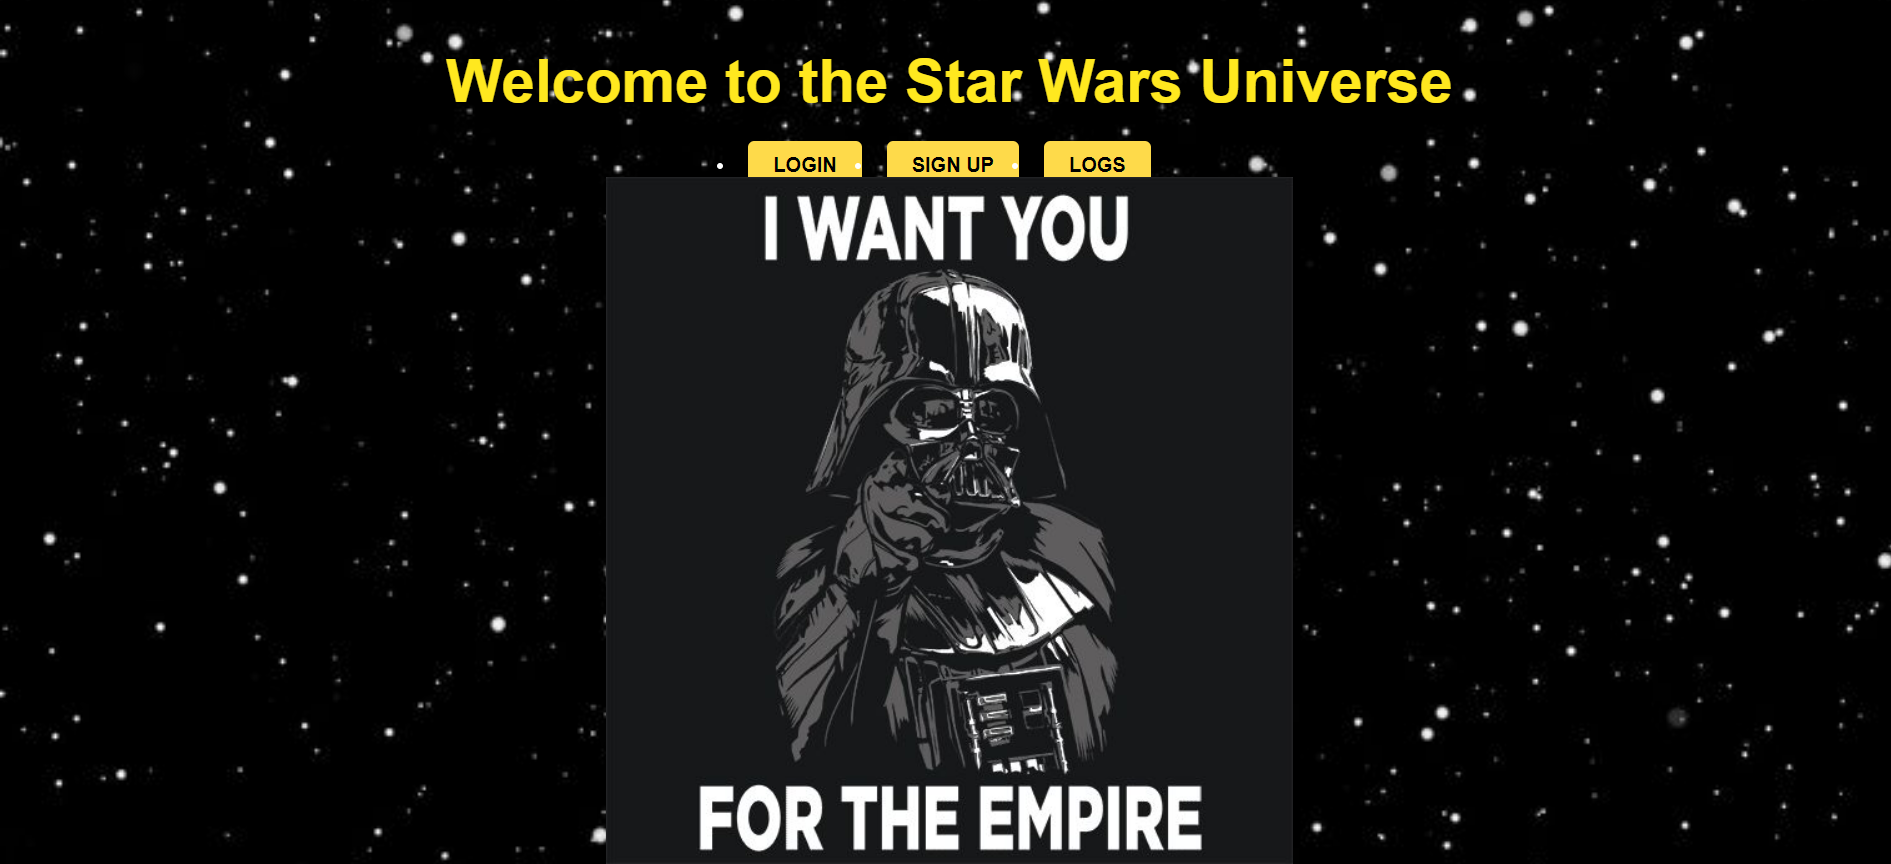 Welcome to the Star Wars Universe
LOGIN SIGN UP LOGS
I WANT YOU
FOR THE EMPIRE